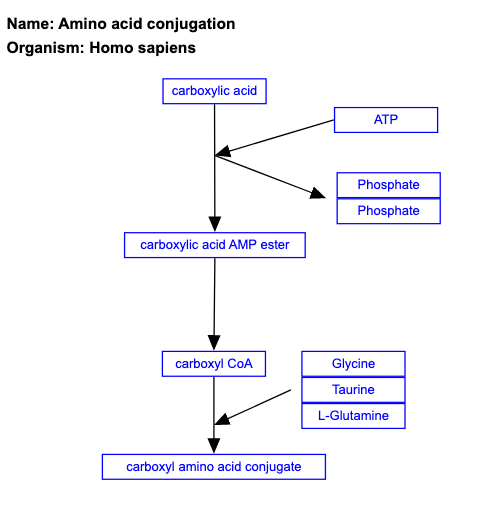 Name: Amino acid conjugation
Organism: Homo sapiens
carboxylic acid
ATP
Phosphate
Phosphate
carboxylic acid AMP ester
carboxyl CoA
Glycine
Taurine
L-Glutamine
carboxyl amino acid conjugate